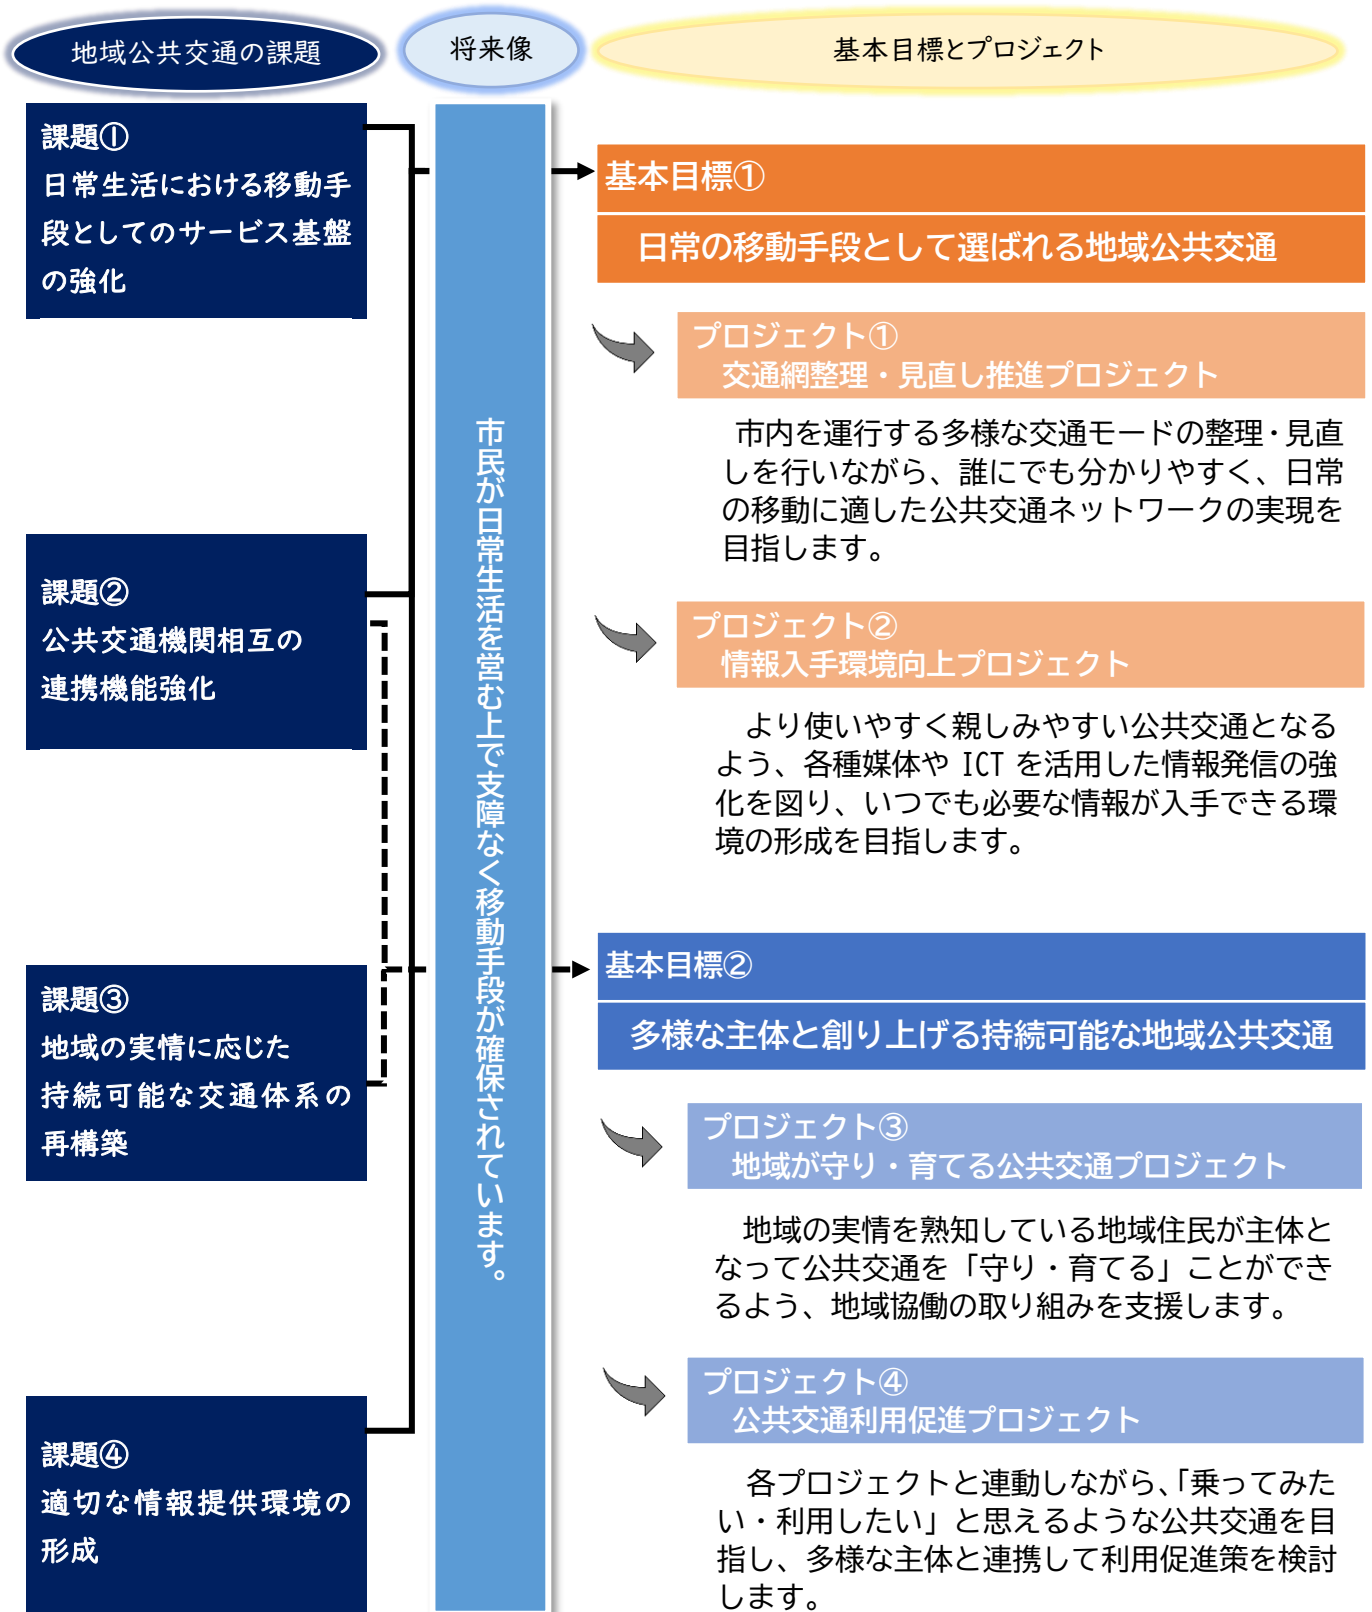 地域公共交通の課題
将来像
基本目標とプロジェクト
課題①
日常生活における移動手
段としてのサービス基盤
の強化
課題②
公共交通機関相互の
連携機能強化
課題③
地域の実情に応じた
持続可能な交通体系の
再構築
課題④
適切な情報提供環境の
形成
市民が日常生活を営む上で支障なく移動手段が確保されています。
基本目標①
日常の移動手段として選ばれる地域公共交通
プロジェクト①
交通網整理・見直し推進プロジェクト
市内を運行する多様な交通モードの整理・見直
しを行いながら、誰にでも分かりやすく、日常
の移動に適した公共交通ネットワークの実現を
目指します。
プロジェクト②
情報入手環境向上プロジェクト
より使いやすく親しみやすい公共交通となる
よう、各種媒体や ICT を活用した情報発信の強
化を図り、いつでも必要な情報が入手できる環
境の形成を目指します。
基本目標②
多様な主体と創り上げる持続可能な地域公共交通
プロジェクト③
地域が守り・育てる公共交通プロジェクト
地域の実情を熟知している地域住民が主体と
なって公共交通を「守り・育てる」ことができ
るよう、地域協働の取り組みを支援します。
プロジェクト④
公共交通利用促進プロジェクト
各プロジェクトと連動しながら、「乗ってみた
い・利用したい」と思えるような公共交通を目
指し、多様な主体と連携して利用促進策を検討
します。